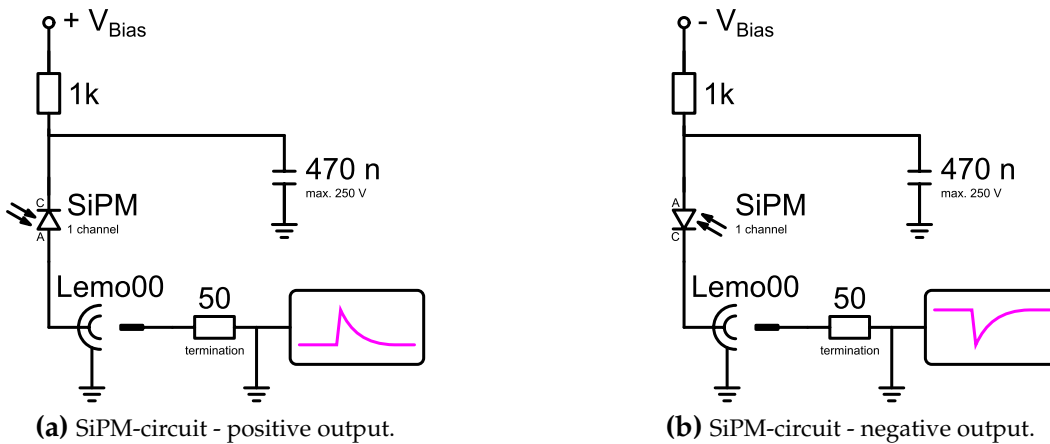 + V_Bias
1k
470 n
max. 250 V
C
SiPM
1 channel
A
Lemo00
50
termination
(a) SiPM-circuit - positive output.
- V_Bias
1k
470 n
max. 250 V
A
SiPM
1 channel
C
Lemo00
50
termination
(b) SiPM-circuit - negative output.